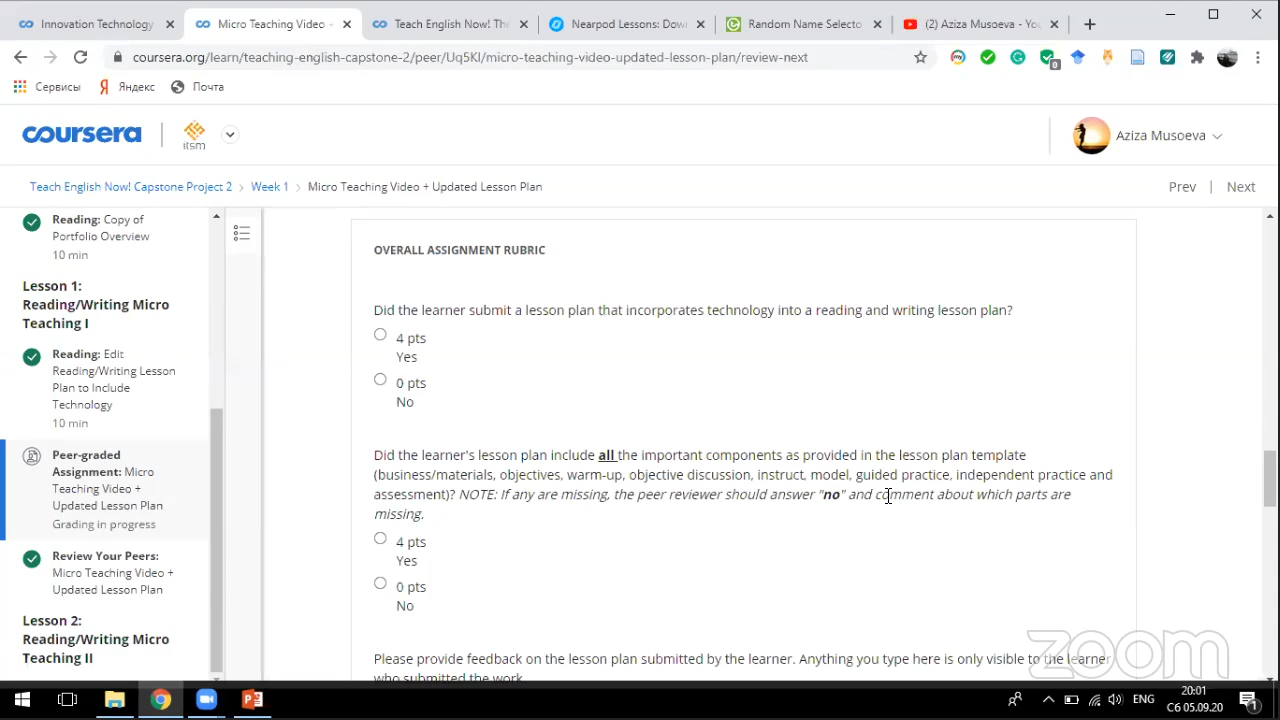 Innovation Technology
Micro Teaching Video +
Teach English Now! The
Nearpod Lessons: Dow
Random Name Selecto
(2) Aziza Musoeva - You
coursera.org/learn/teaching-english-capstone-2/peer/Uq5KI/micro-teaching-video-updated-lesson-plan/review-next
Сервисы
Яндекс
Почта
coursera
itsm
Aziza Musoeva
Teach English Now! Capstone Project 2 > Week 1 > Micro Teaching Video + Updated Lesson Plan
Prev | Next
Reading: Copy of
Portfolio Overview
10 min
Lesson 1:
Reading/Writing Micro
Teaching I
Reading: Edit
Reading/Writing Lesson
Plan to Include
Technology
10 min
Peer-graded
Assignment: Micro
Teaching Video +
Updated Lesson Plan
Grading in progress
Review Your Peers:
Micro Teaching Video +
Updated Lesson Plan
Lesson 2:
Reading/Writing Micro
Teaching II
OVERALL ASSIGNMENT RUBRIC
Did the learner submit a lesson plan that incorporates technology into a reading and writing lesson plan?
4 pts
Yes
0 pts
No
Did the learner's lesson plan include all the important components as provided in the lesson plan template
(business/materials, objectives, warm-up, objective discussion, instruct, model, guided practice, independent practice and
assessment)? NOTE: If any are missing, the peer reviewer should answer "no" and comment about which parts are
missing.
4 pts
Yes
0 pts
No
Please provide feedback on the lesson plan submitted by the learner. Anything you type here is only visible to the learner
who submitted the work.
zoom
ENG
20:01
Сб 05.09.20
1